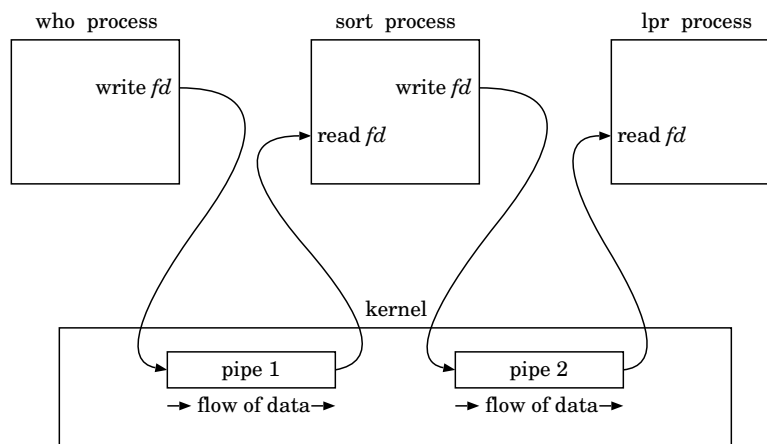 who process
sort process
lpr process
write fd
write fd
read fd
read fd
kernel
pipe 1
pipe 2
flow of data
flow of data